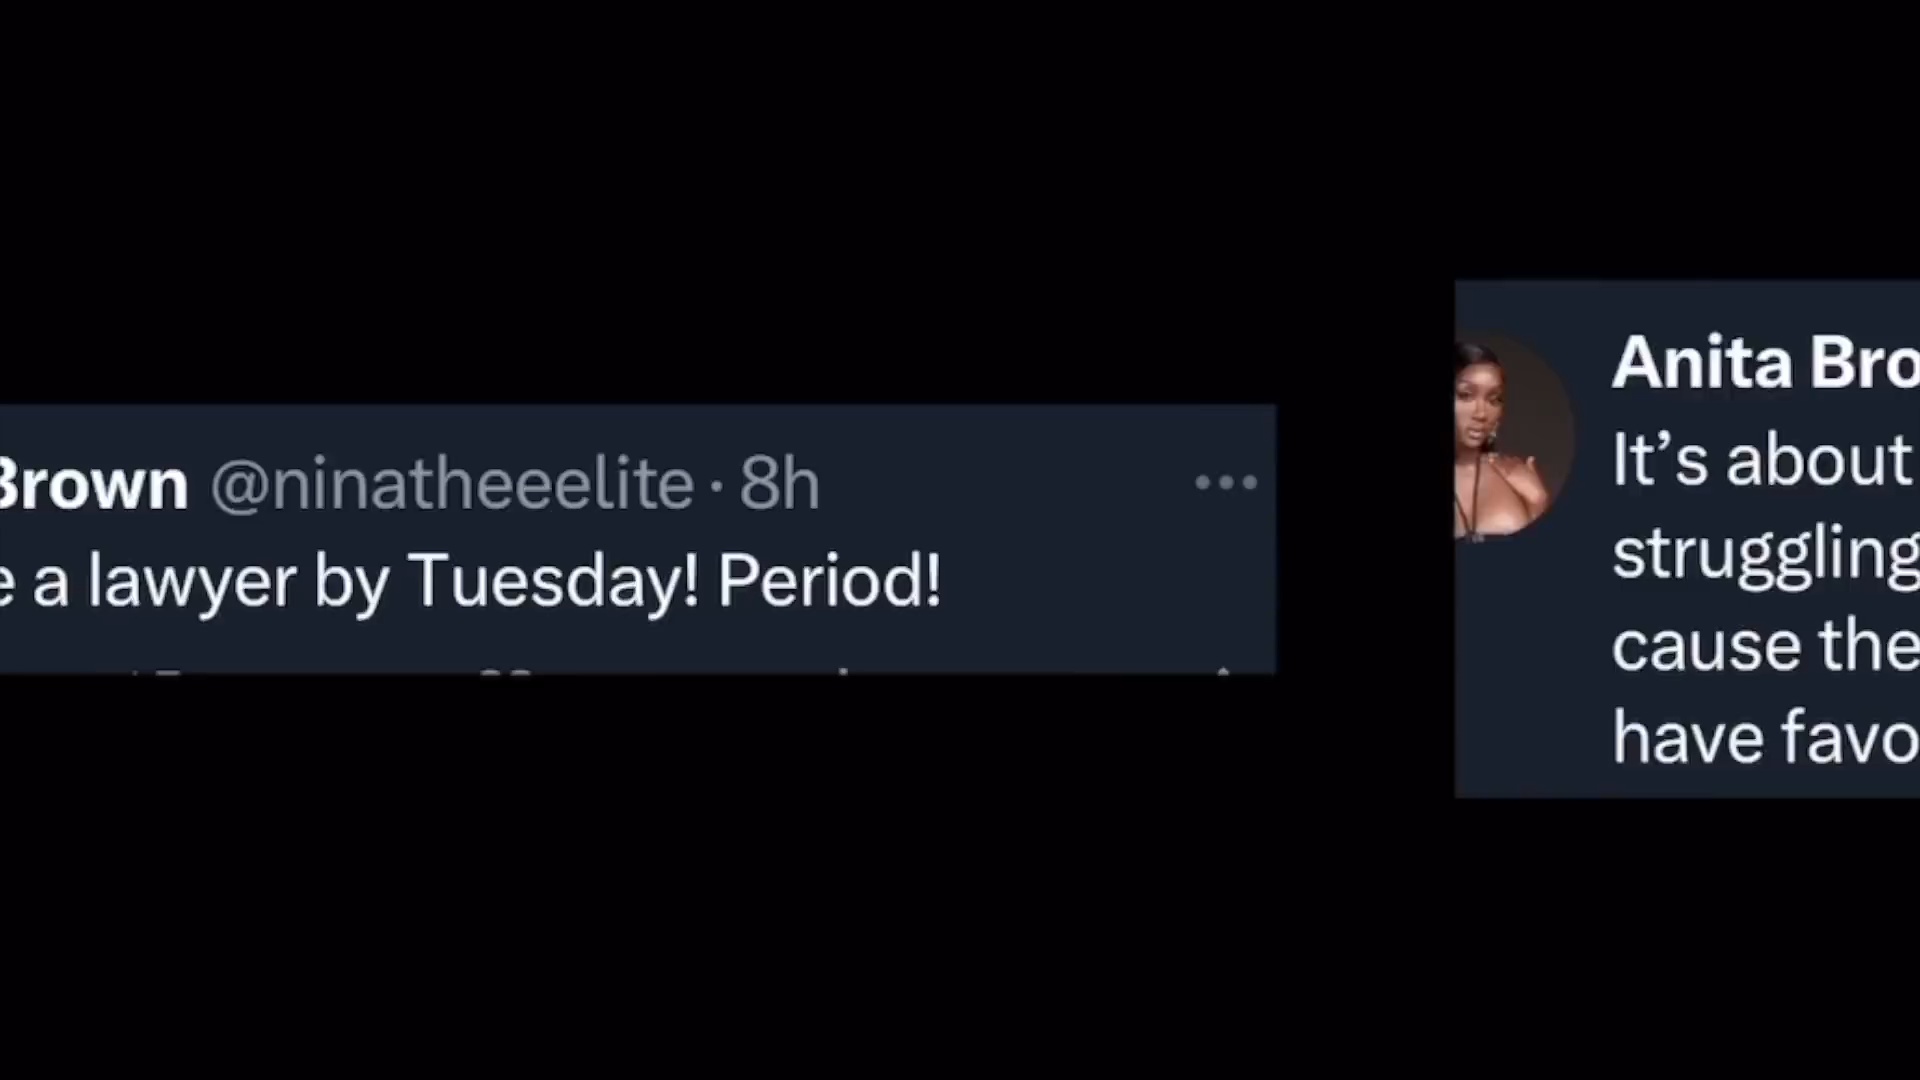 Brown @ninatheeelite · 8h
a lawyer by Tuesday! Period!
Anita Bro
It's about
struggling
cause the
have favo